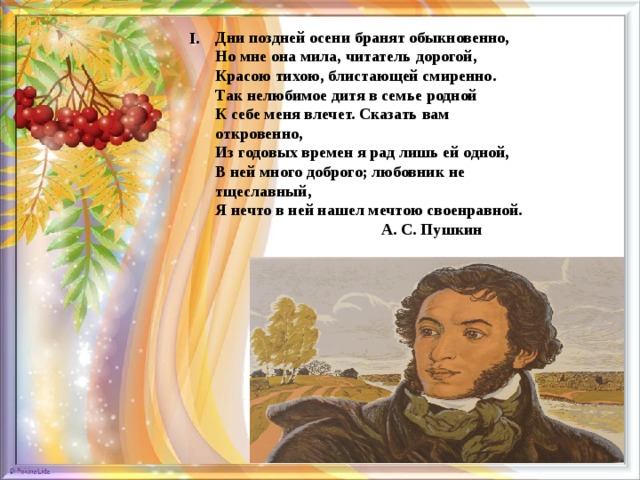 I. Дни поздней осени бранят обыкновенно,
Но мне она мила, читатель дорогой,
Красою тихою, блистающей смиренно.
Так нелюбимое дитя в семье родной
К себе меня влечет. Сказать вам
откровенно,
Из годовых времен я рад лишь ей одной,
В ней много доброго; любовник не
тщеславный,
Я нечто в ней нашел мечтою своенравной.
А. С. Пушкин